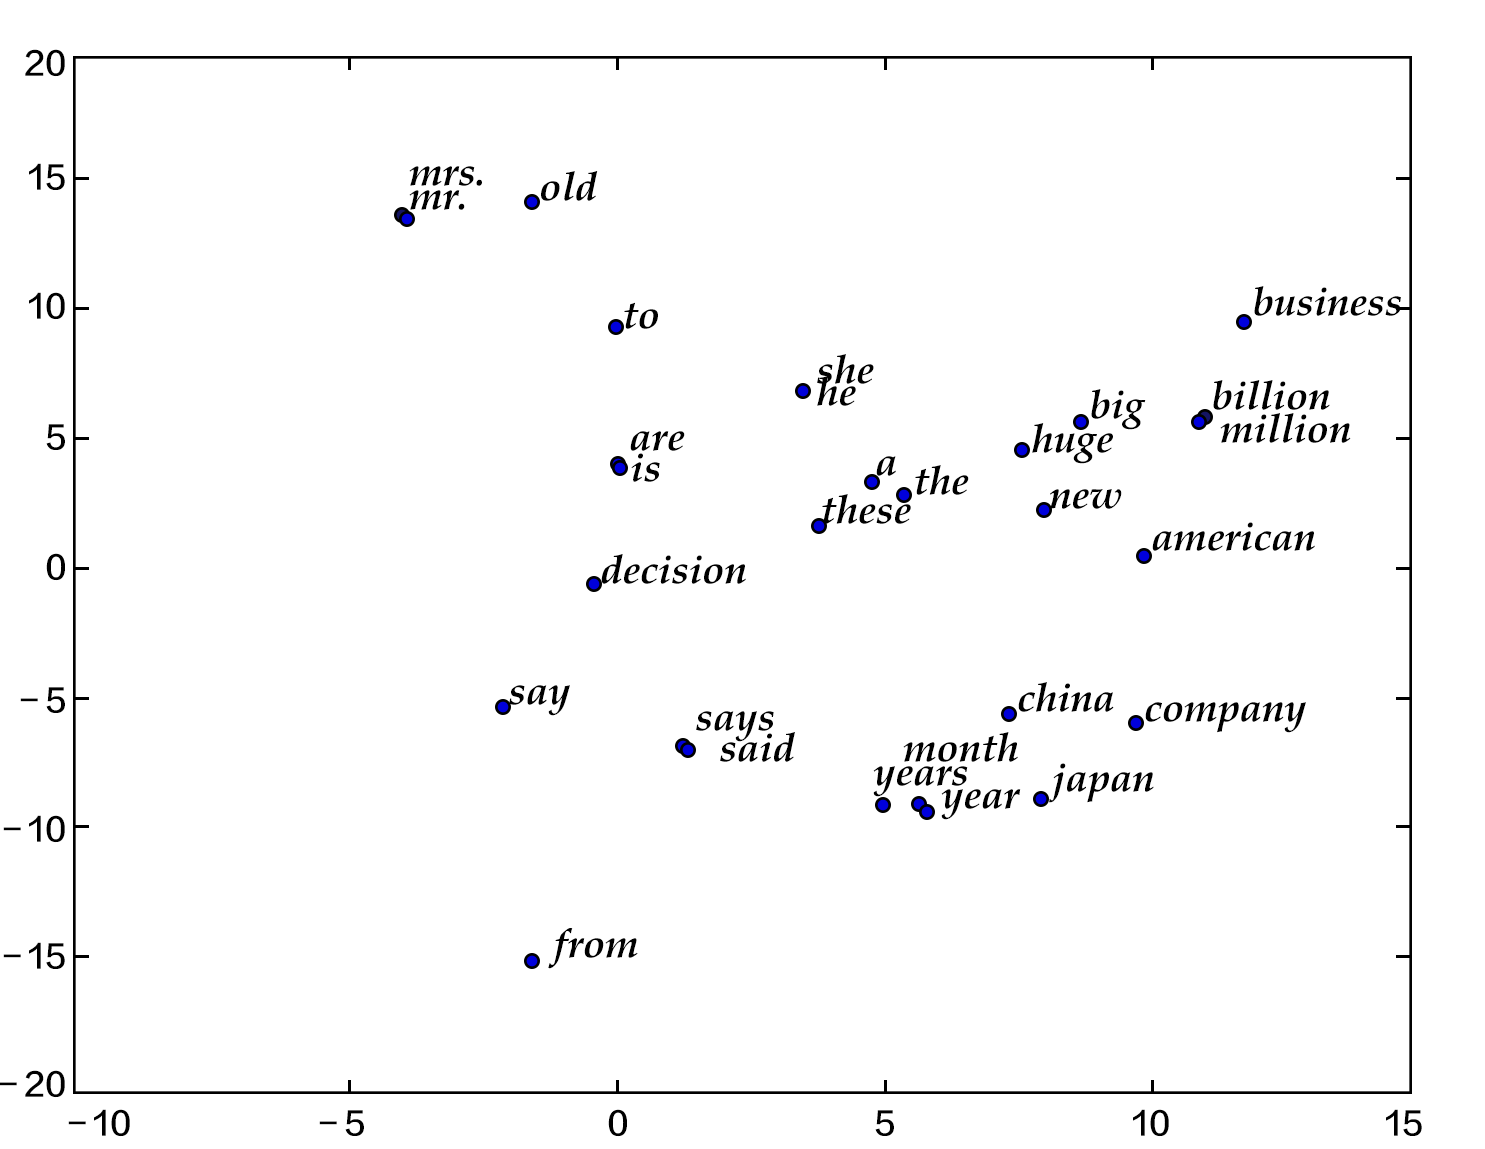 20
mrs.
15
old
mr.
10
business
to
she
he
big
billion
5
are
huge
million
is
a
the
new
these
american
0
decision
−5
say
china
company
says
said
month
years
year
japan
−10
−15
from
−20
−10 −5 0 5 10 15